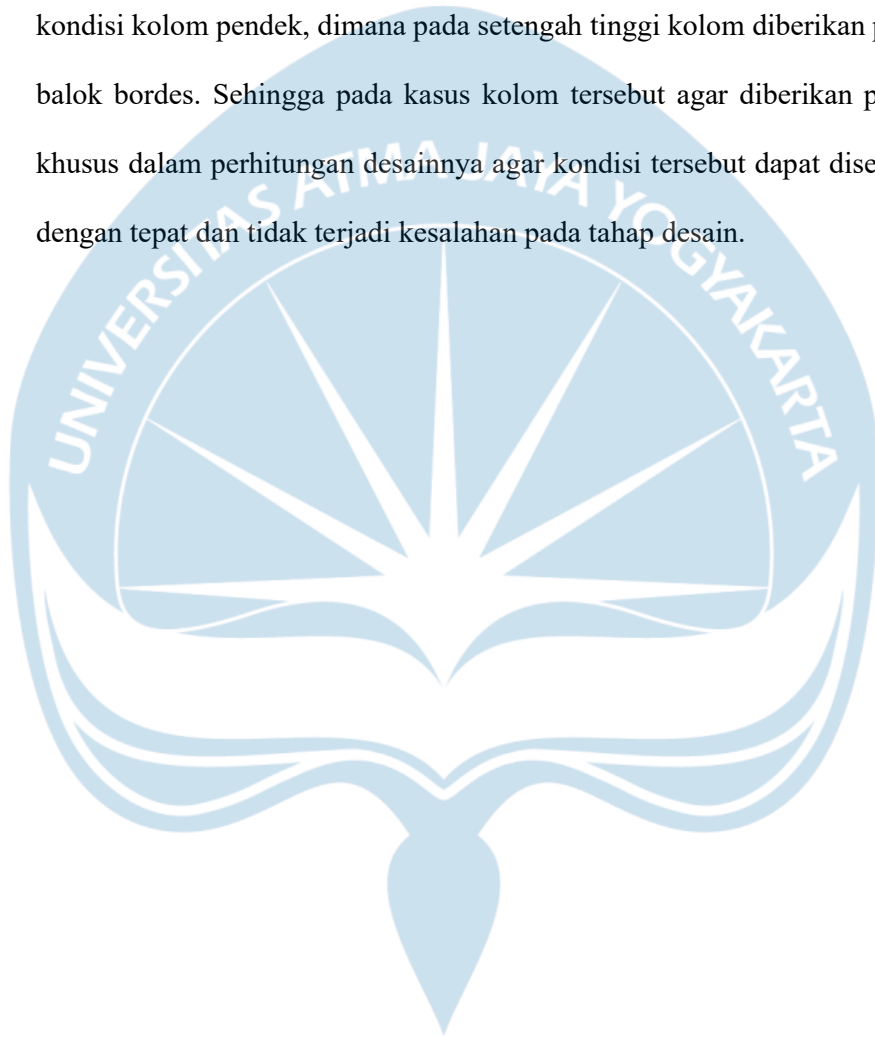 kondisi kolom pendek, dimana pada setengah tinggi kolom diberikan
balok bordes. Sehingga pada kasus kolom tersebut agar diberikan
khusus dalam perhitungan desainnya agar kondisi tersebut dapat
dengan tepat dan tidak terjadi kesalahan pada tahap desain.
UNIVERSITAS ATMA JAYA YOGYAKARTA